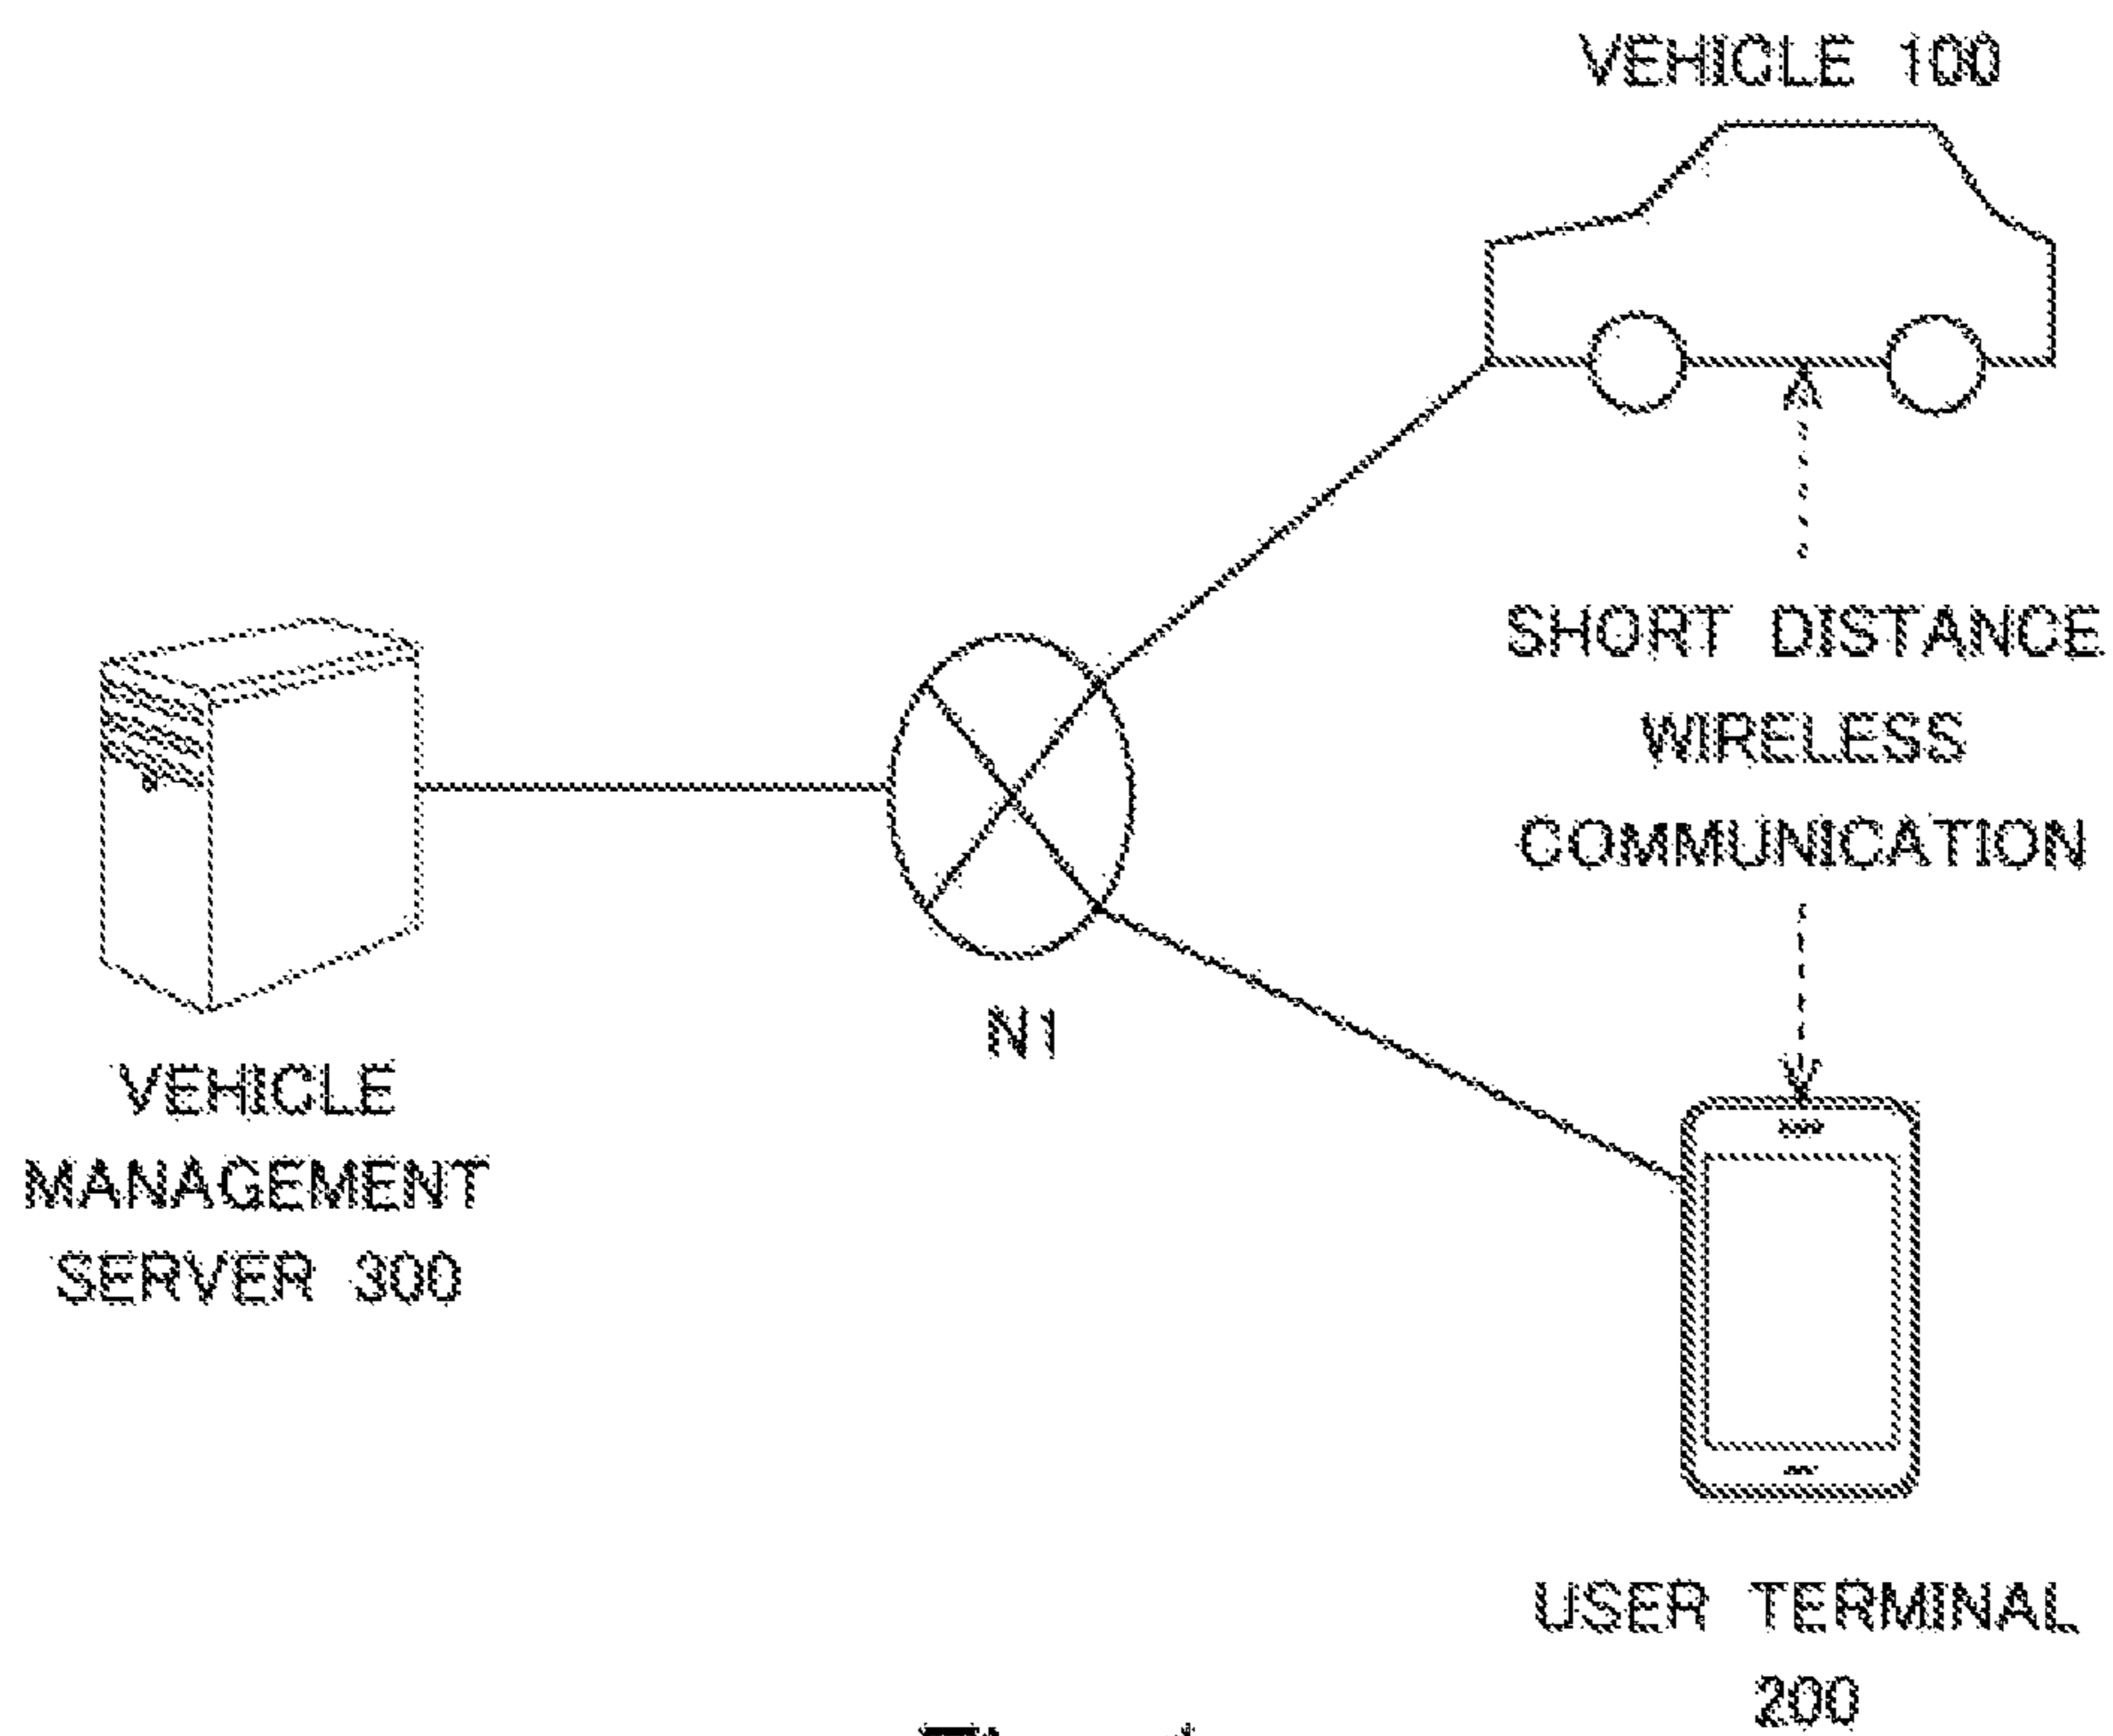 VEHICLE 100
SHORT DISTANCE
WIRELESS
COMMUNICATION
N1
VEHICLE
MANAGEMENT
SERVER 300
USER TERMINAL
200